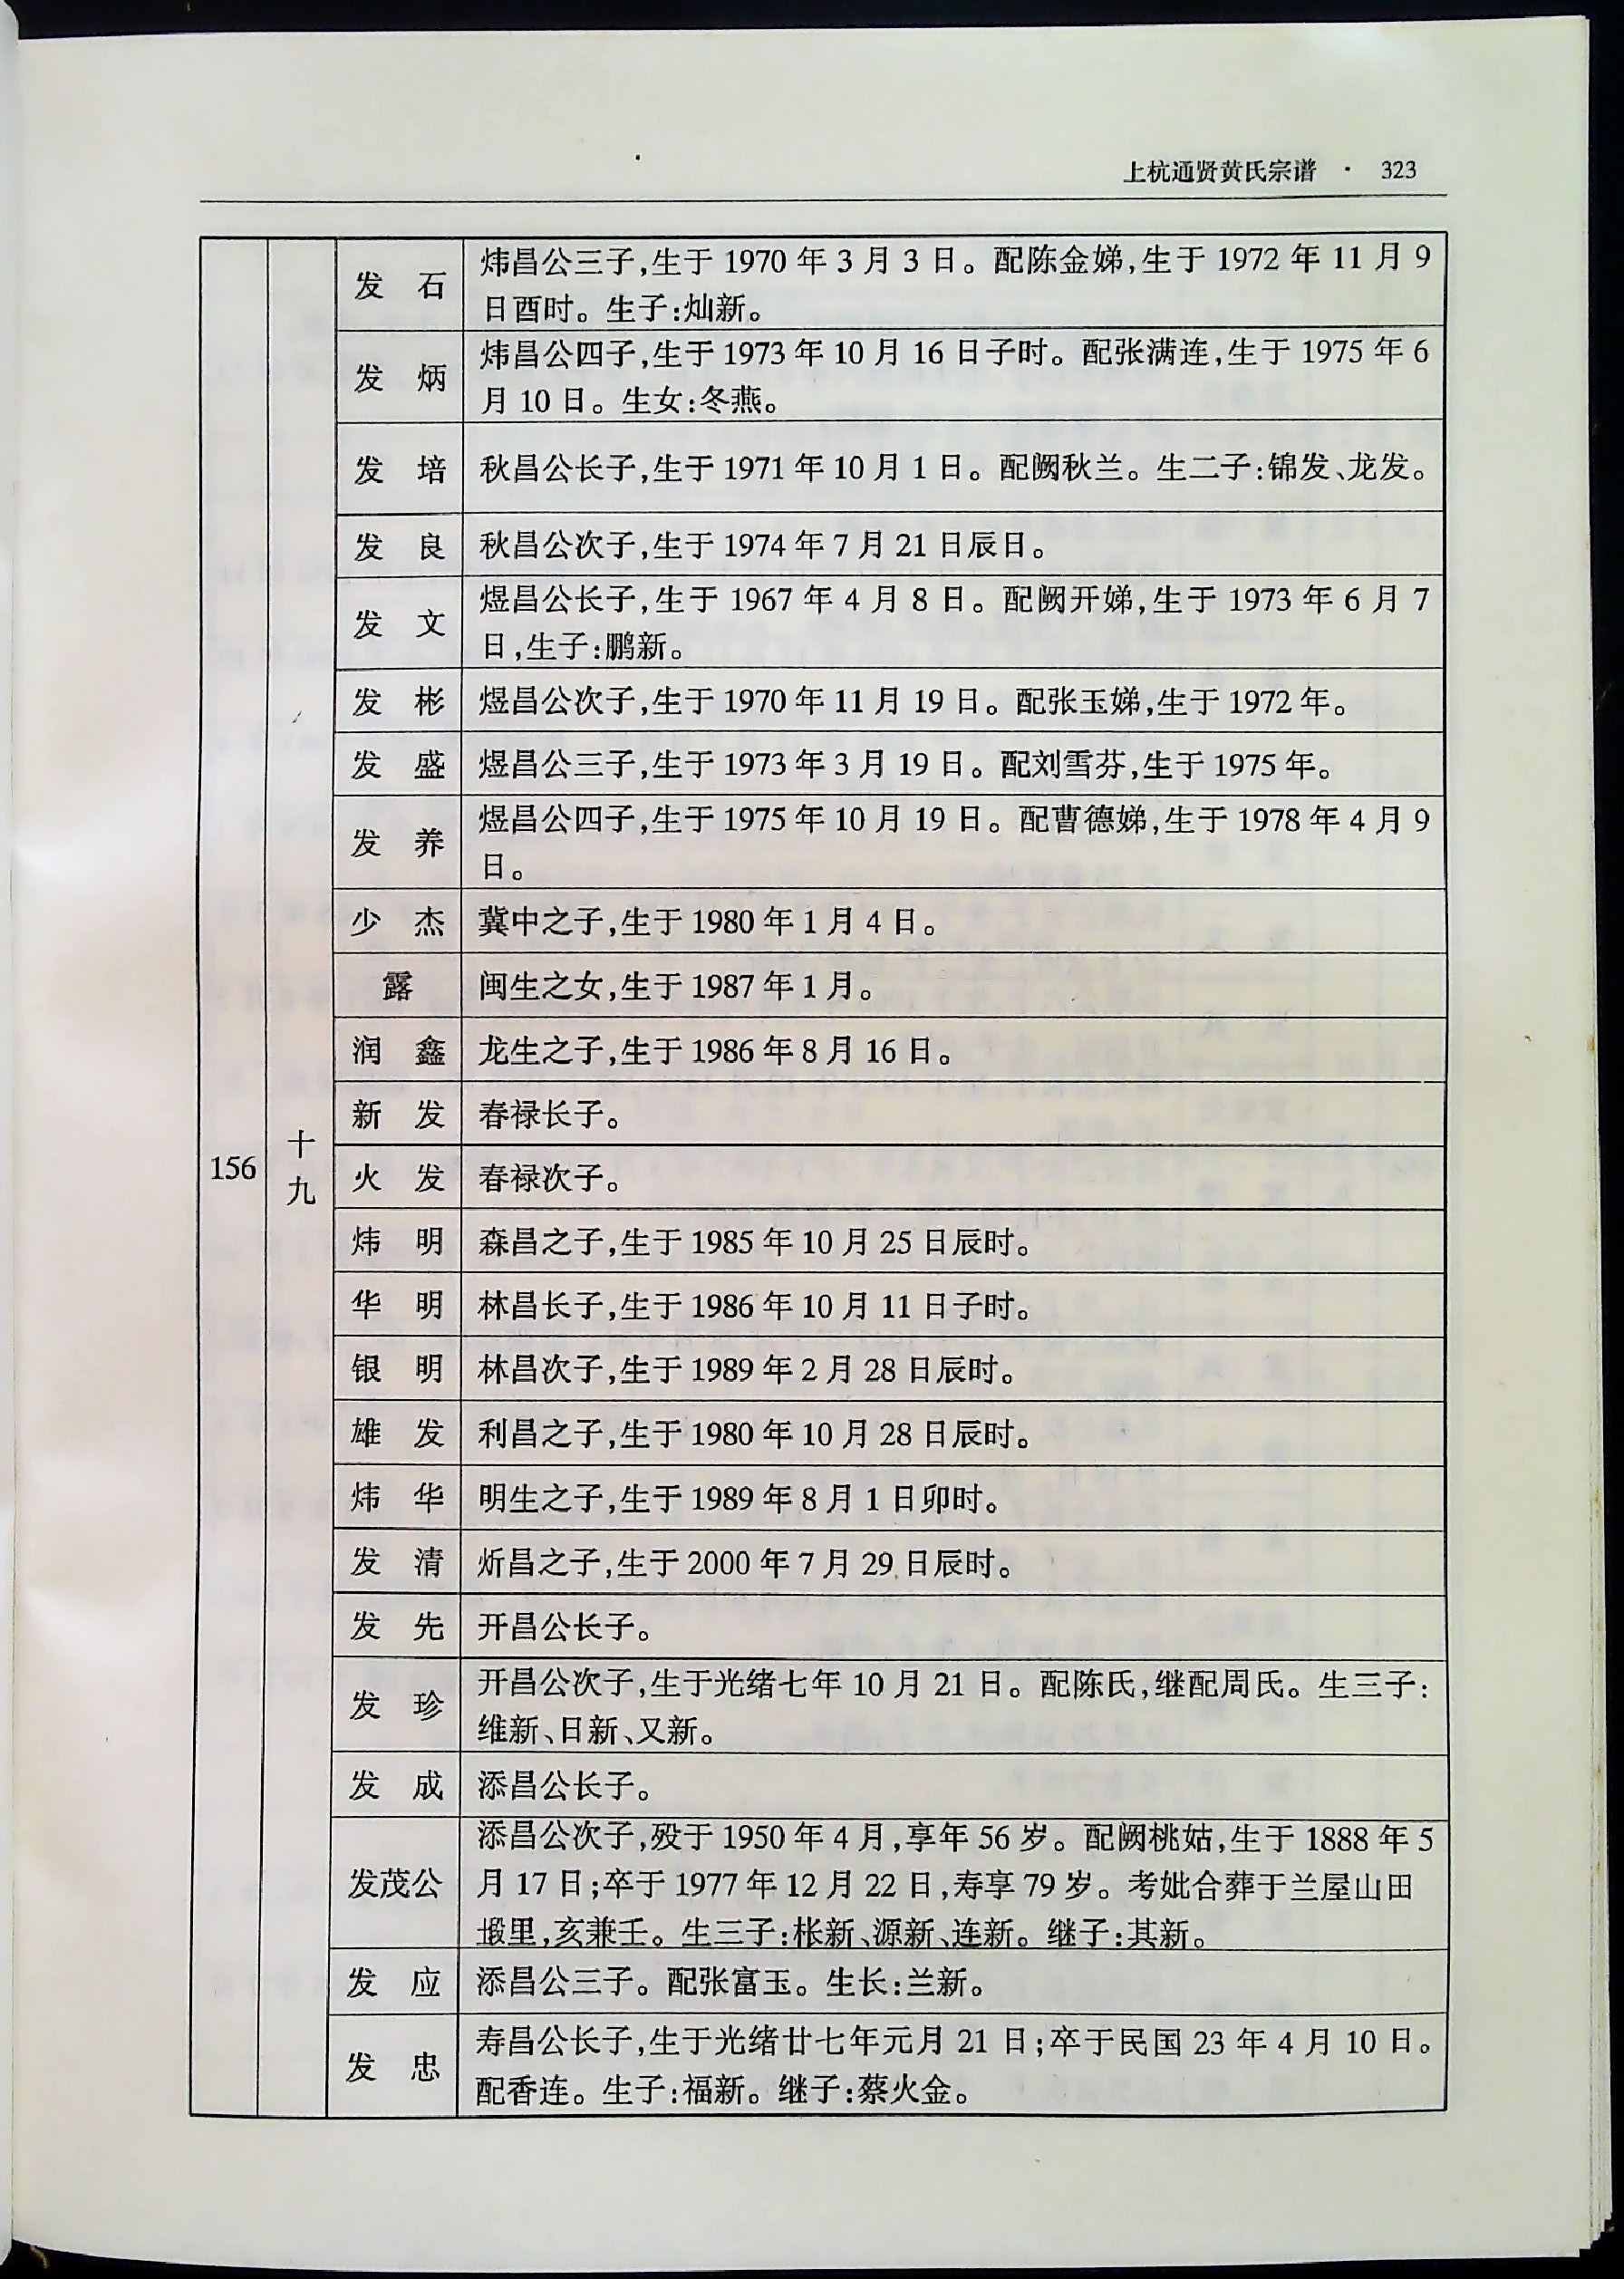 上杭通贤黄氏宗谱 · 323
156
十
九
发 石
炜昌公三子,生于 1970 年 3 月 3 日。配陈金娣,生于 1972 年 11 月 9
日酉时。生子:灿新。
发 炳
炜昌公四子,生于 1973 年 10 月 16 日子时。配张满连,生于 1975 年 6
月 10 日。生女:冬燕。
发 培
秋昌公长子,生于 1971 年 10 月 1 日。配阙秋兰。生二子:锦发、龙发。
发 良
秋昌公次子,生于 1974 年 7 月 21 日辰日。
发 文
煜昌公长子,生于 1967 年 4 月 8 日。配阙开娣,生于 1973 年 6 月 7
日,生子:鹏新。
发 彬
煜昌公次子,生于 1970 年 11 月 19 日。配张玉娣,生于 1972 年。
发 盛
煜昌公三子,生于 1973 年 3 月 19 日。配刘雪芬,生于 1975 年。
发 养
煜昌公四子,生于 1975 年 10 月 19 日。配曹德娣,生于 1978 年 4 月 9
日。
少 杰
冀中之子,生于 1980 年 1 月 4 日。
露
闽生之女,生于 1987 年 1 月。
润 鑫
龙生之子,生于 1986 年 8 月 16 日。
新 发
春禄长子。
火 发
春禄次子。
炜 明
森昌之子,生于 1985 年 10 月 25 日辰时。
华 明
林昌长子,生于 1986 年 10 月 11 日子时。
银 明
林昌次子,生于 1989 年 2 月 28 日辰时。
雄 发
利昌之子,生于 1980 年 10 月 28 日辰时。
炜 华
明生之子,生于 1989 年 8 月 1 日卯时。
发 清
炘昌之子,生于 2000 年 7 月 29 日辰时。
发 先
开昌公长子。
发 珍
开昌公次子,生于光绪七年 10 月 21 日。配陈氏,继配周氏。生三子:
维新、日新、又新。
发 成
添昌公长子。
发茂公
添昌公次子,殁于 1950 年 4 月,享年 56 岁。配阙桃姑,生于 1888 年 5
月 17 日;卒于 1977 年 12 月 22 日,寿享 79 岁。考妣合葬于兰屋山田
塅里,亥兼壬。生三子:枨新、源新、连新。继子:其新。
发 应
添昌公三子。配张富玉。生长:兰新。
发 忠
寿昌公长子,生于光绪廿七年元月 21 日;卒于民国 23 年 4 月 10 日。
配香连。生子:福新。继子:蔡火金。